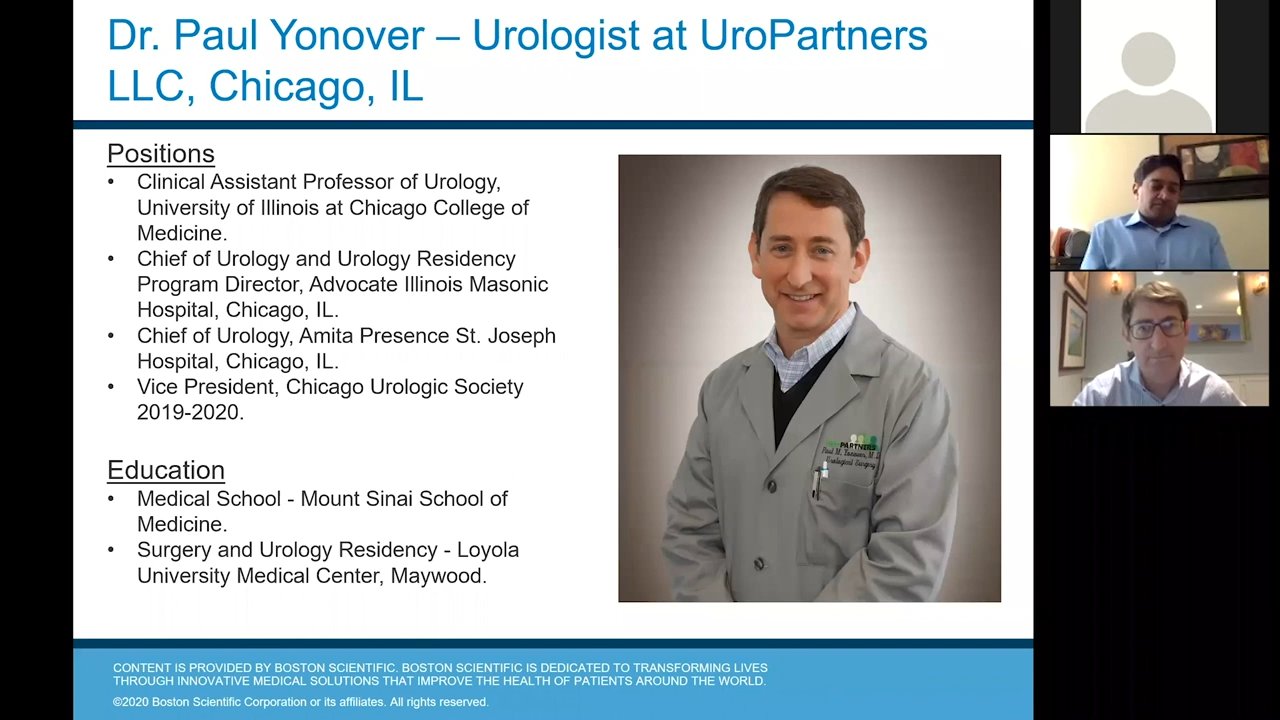 Dr. Paul Yonover – Urologist at UroPartners
LLC, Chicago, IL
Positions
• Clinical Assistant Professor of Urology,
University of Illinois at Chicago College of
Medicine.
• Chief of Urology and Urology Residency
Program Director, Advocate Illinois Masonic
Hospital, Chicago, IL.
• Chief of Urology, Amita Presence St. Joseph
Hospital, Chicago, IL.
• Vice President, Chicago Urologic Society
2019-2020.
Education
• Medical School - Mount Sinai School of
Medicine.
• Surgery and Urology Residency - Loyola
University Medical Center, Maywood.
PARTNERS
Paul M. Yonover, M.D.
Urological Surgery
CONTENT IS PROVIDED BY BOSTON SCIENTIFIC. BOSTON SCIENTIFIC IS DEDICATED TO TRANSFORMING LIVES
THROUGH INNOVATIVE MEDICAL SOLUTIONS THAT IMPROVE THE HEALTH OF PATIENTS AROUND THE WORLD.
©2020 Boston Scientific Corporation or its affiliates. All rights reserved.